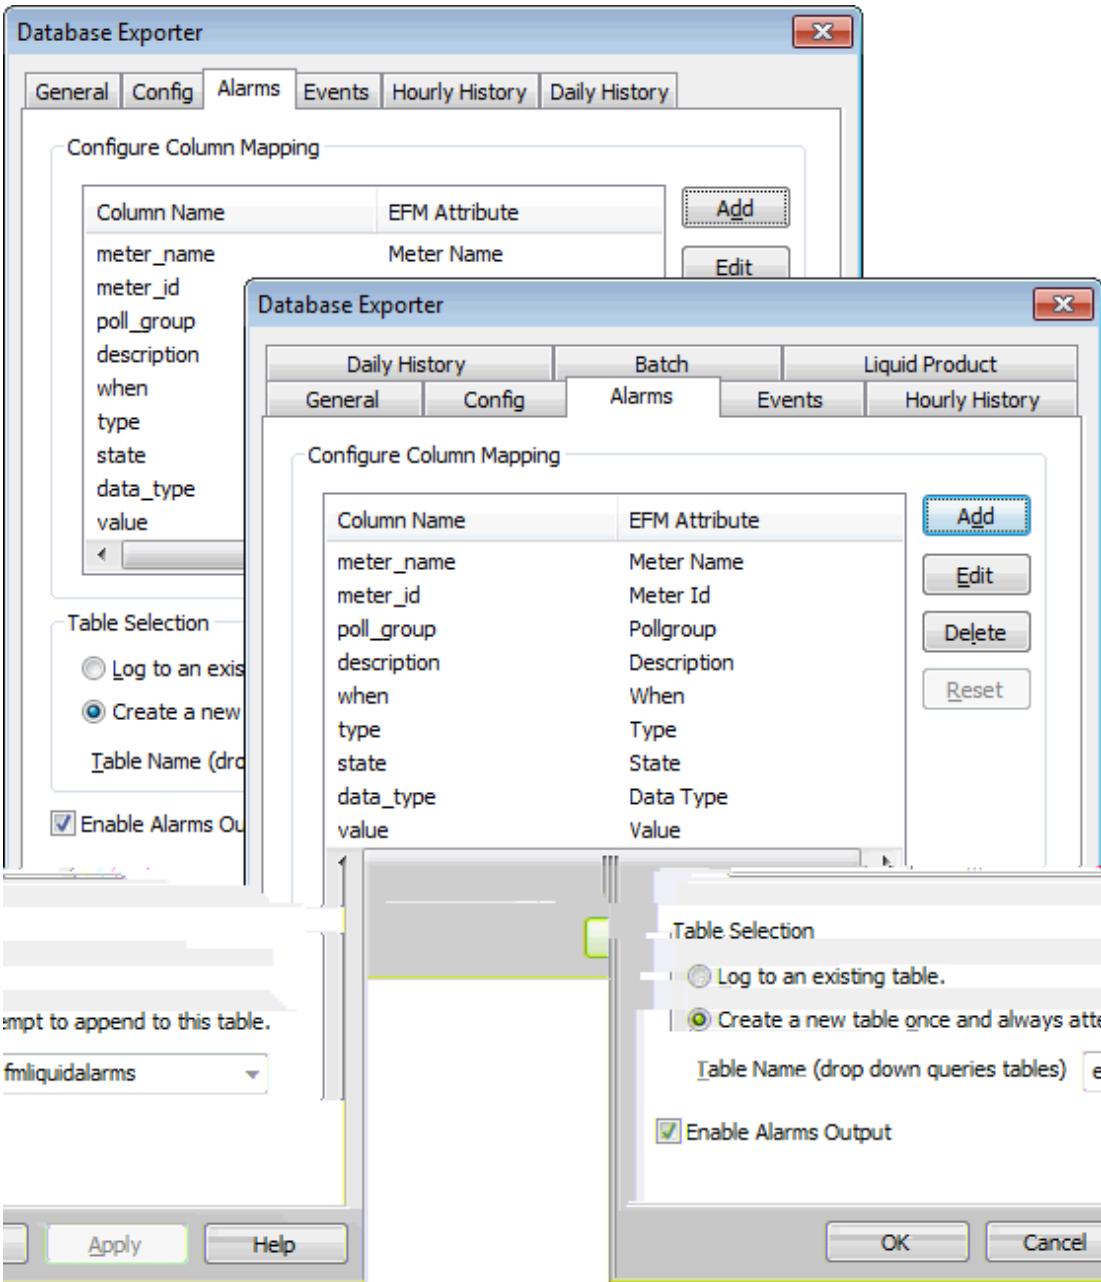 Database Exporter
General Config Alarms Events Hourly History Daily History
Configure Column Mapping
Column Name EFM Attribute
Add
meter_name Meter Name
Edit
meter_id
poll_group
description
when
type
state
data_type
value
Table Selection
Log to an exis
Create a new
Table Name (dro
Enable Alarms Ou
Database Exporter
Daily History Batch Liquid Product
General Config Alarms Events Hourly History
Configure Column Mapping
Column Name EFM Attribute
Add
meter_name Meter Name
Edit
meter_id Meter Id
poll_group Pollgroup
Delete
description Description
when When
Reset
type Type
state State
data_type Data Type
value Value
Table Selection
Log to an existing table.
Create a new table once and always atte
Table Name (drop down queries tables) e
Enable Alarms Output
OK Cancel
empt to append to this table.
fmliquidalarms
Apply Help